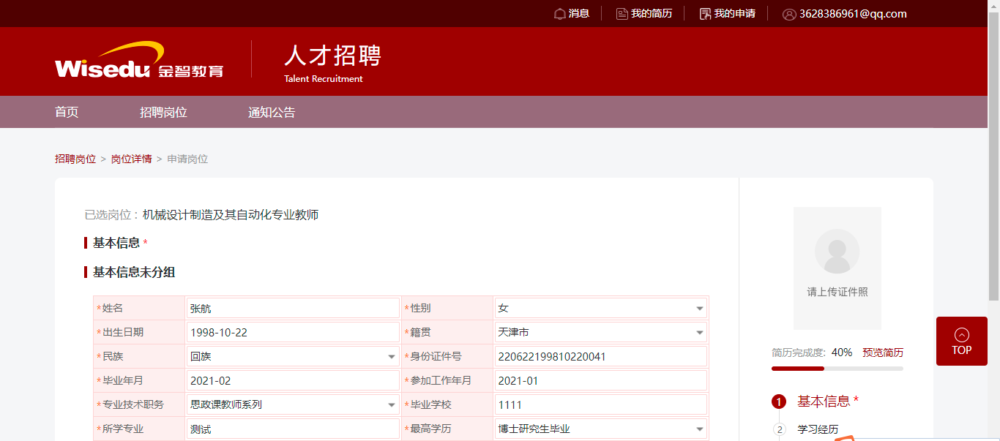 消息 我的简历 我的申请 3628386961@qq.com
Wisedu 金智教育 人才招聘
Talent Recruitment
首页 招聘岗位 通知公告
招聘岗位 > 岗位详情 > 申请岗位
已选岗位：机械设计制造及其自动化专业教师
基本信息 *
基本信息未分组
*姓名 张航 *性别 女
*出生日期 1998-10-22 *籍贯 天津市
*民族 回族 *身份证件号 220622199810220041
*毕业年月 2021-02 *参加工作年月 2021-01
*专业技术职务 思政课教师系列 *毕业学校 1111
*所学专业 测试 *最高学历 博士研究生毕业
请上传证件照
简历完成度: 40% 预览简历
1 基本信息 *
2 学习经历
TOP